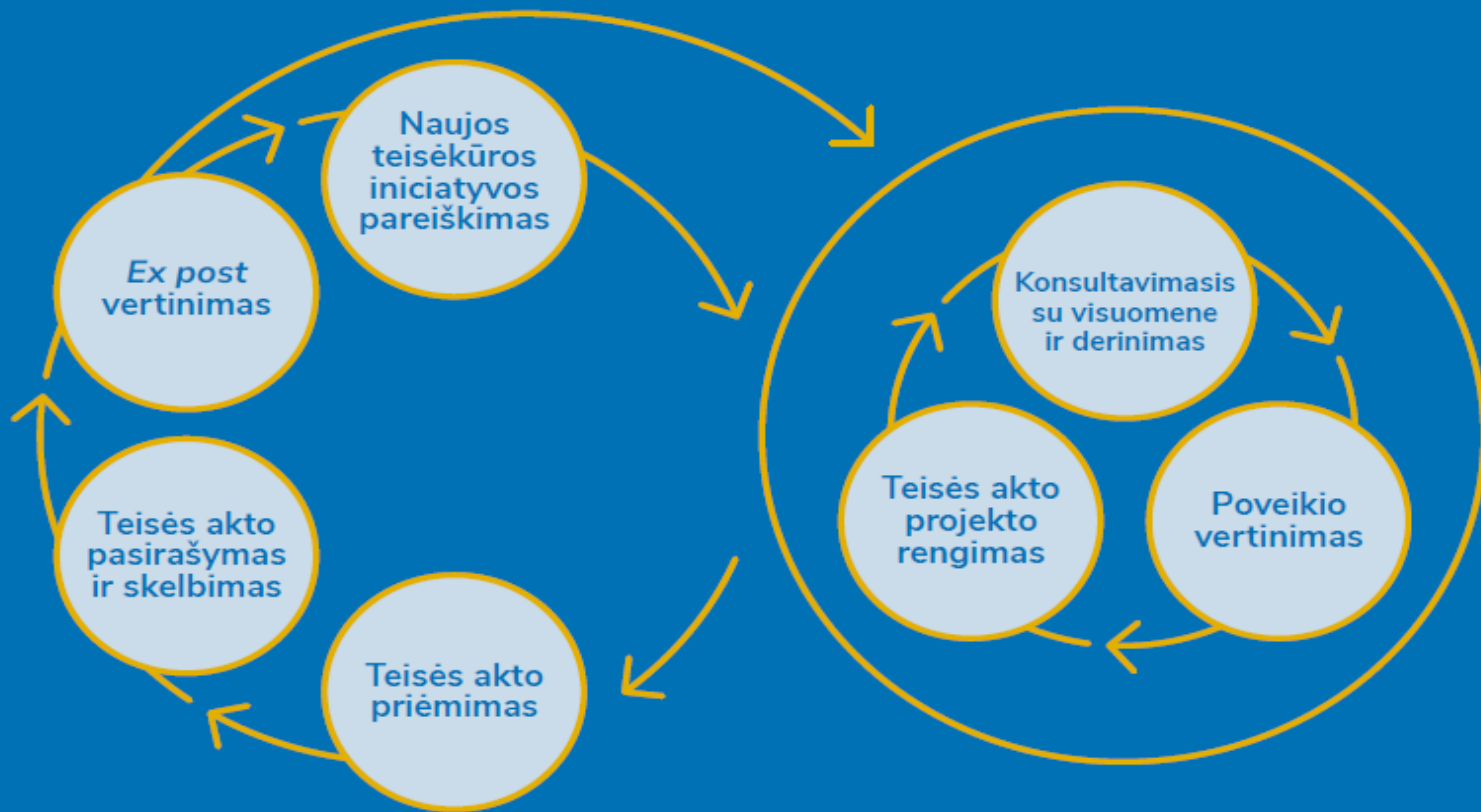 Naujos
teisėkūros
iniciatyvos
pareiškimas
Ex post
vertinimas
Konsultavimasis
su visuomene
ir derinimas
Teisės akto
projekto
rengimas
Poveikio
vertinimas
Teisės akto
pasirašymas
ir skelbimas
Teisės akto
priėmimas